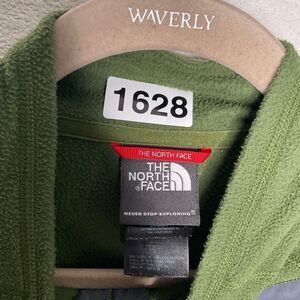 WAVERLY
1628
THE NORTH FACE
THE
NORTH
FACE
NEVER STOP EXPLORING